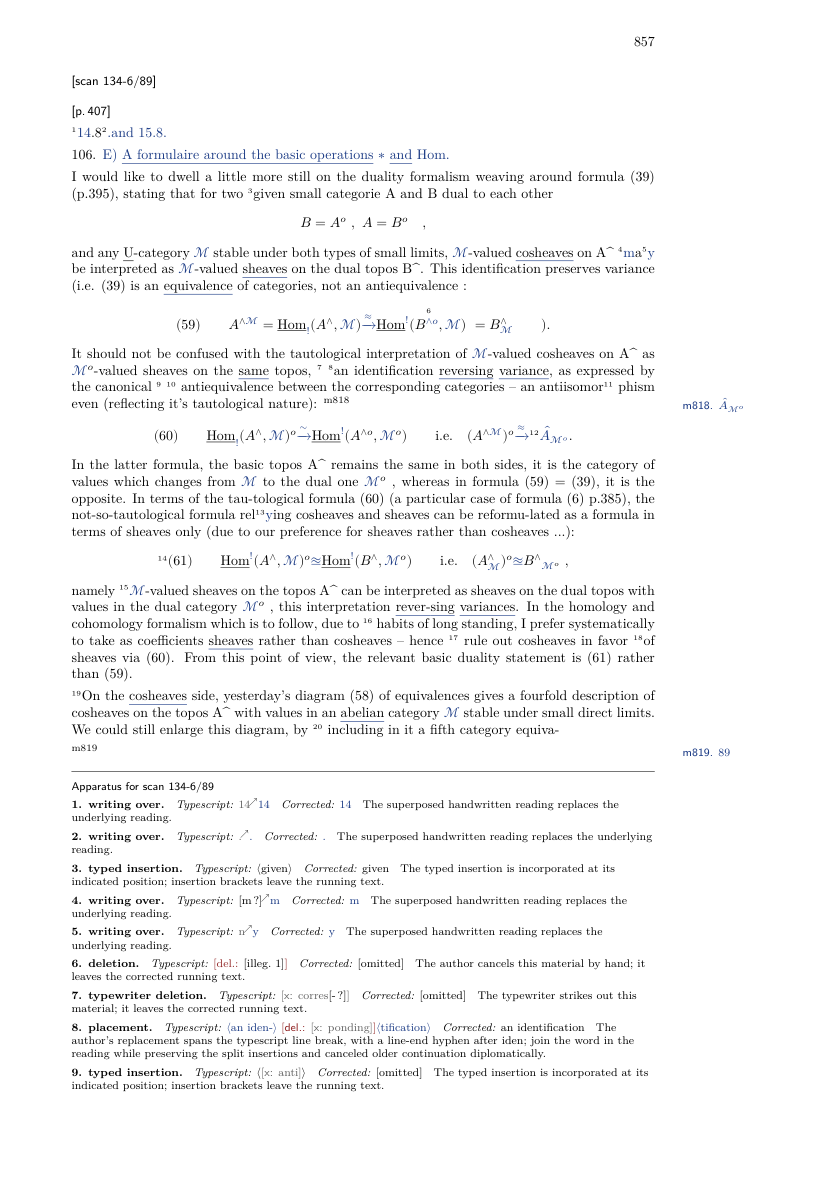 857
[scan 134-6/89]
[p. 407]
¹14.8².and 15.8.
106. E) A formulaire around the basic operations ∗ and Hom.
I would like to dwell a little more still on the duality formalism weaving around formula (39)
(p.395), stating that for two ³given small categorie A and B dual to each other
B = Aᵒ , A = Bᵒ ,
and any U-category ℳ stable under both types of small limits, ℳ-valued cosheaves on A^ ⁴ma⁵y
be interpreted as ℳ-valued sheaves on the dual topos B^. This identification preserves variance
(i.e. (39) is an equivalence of categories, not an antiequivalence :
(59) A^∧ℳ = Hom_!(A^∧, ℳ) →≈ Hom^!(B^∧o ⁶, ℳ) = B^∧_ℳ ).
It should not be confused with the tautological interpretation of ℳ-valued cosheaves on A^ as
ℳᵒ-valued sheaves on the same topos, ⁷ ⁸an identification reversing variance, as expressed by
the canonical ⁹ ¹⁰ antiequivalence between the corresponding categories – an antiisomor¹¹ phism
even (reflecting it's tautological nature): m818
m818. Â_ℳᵒ
(60) Hom_!(A^∧, ℳ)ᵒ →∼ Hom^!(A^∧o, ℳᵒ) i.e. (A^∧ℳ)ᵒ →≈ ¹²Â_ℳᵒ.
In the latter formula, the basic topos A^ remains the same in both sides, it is the category of
values which changes from ℳ to the dual one ℳᵒ , whereas in formula (59) = (39), it is the
opposite. In terms of the tau-tological formula (60) (a particular case of formula (6) p.385), the
not-so-tautological formula rel¹³ying cosheaves and sheaves can be reformu-lated as a formula in
terms of sheaves only (due to our preference for sheaves rather than cosheaves ...):
¹⁴(61) Hom^!(A^∧, ℳ)ᵒ≊Hom^!(B^∧, ℳᵒ) i.e. (A^∧_ℳ)ᵒ≊B^∧_ℳᵒ ,
namely ¹⁵ℳ-valued sheaves on the topos A^ can be interpreted as sheaves on the dual topos with
values in the dual category ℳᵒ , this interpretation rever-sing variances. In the homology and
cohomology formalism which is to follow, due to ¹⁶ habits of long standing, I prefer systematically
to take as coefficients sheaves rather than cosheaves – hence ¹⁷ rule out cosheaves in favor ¹⁸of
sheaves via (60). From this point of view, the relevant basic duality statement is (61) rather
than (59).
¹⁹On the cosheaves side, yesterday's diagram (58) of equivalences gives a fourfold description of
cosheaves on the topos A^ with values in an abelian category ℳ stable under small direct limits.
We could still enlarge this diagram, by ²⁰ including in it a fifth category equiva-
m819
m819. 89
Apparatus for scan 134-6/89
1. writing over. Typescript: 14↗14 Corrected: 14 The superposed handwritten reading replaces the
underlying reading.
2. writing over. Typescript: .↗. Corrected: . The superposed handwritten reading replaces the underlying
reading.
3. typed insertion. Typescript: ⟨given⟩ Corrected: given The typed insertion is incorporated at its
indicated position; insertion brackets leave the running text.
4. writing over. Typescript: [m ?]↗m Corrected: m The superposed handwritten reading replaces the
underlying reading.
5. writing over. Typescript: n↗y Corrected: y The superposed handwritten reading replaces the
underlying reading.
6. deletion. Typescript: [del.: [illeg. 1]] Corrected: [omitted] The author cancels this material by hand; it
leaves the corrected running text.
7. typewriter deletion. Typescript: [x: corres[- ?]] Corrected: [omitted] The typewriter strikes out this
material; it leaves the corrected running text.
8. placement. Typescript: ⟨an iden-⟩ [del.: [x: ponding]]⟨tification⟩ Corrected: an identification The
author's replacement spans the typescript line break, with a line-end hyphen after iden; join the word in the
reading while preserving the split insertions and canceled older continuation diplomatically.
9. typed insertion. Typescript: ⟨[x: anti]⟩ Corrected: [omitted] The typed insertion is incorporated at its
indicated position; insertion brackets leave the running text.